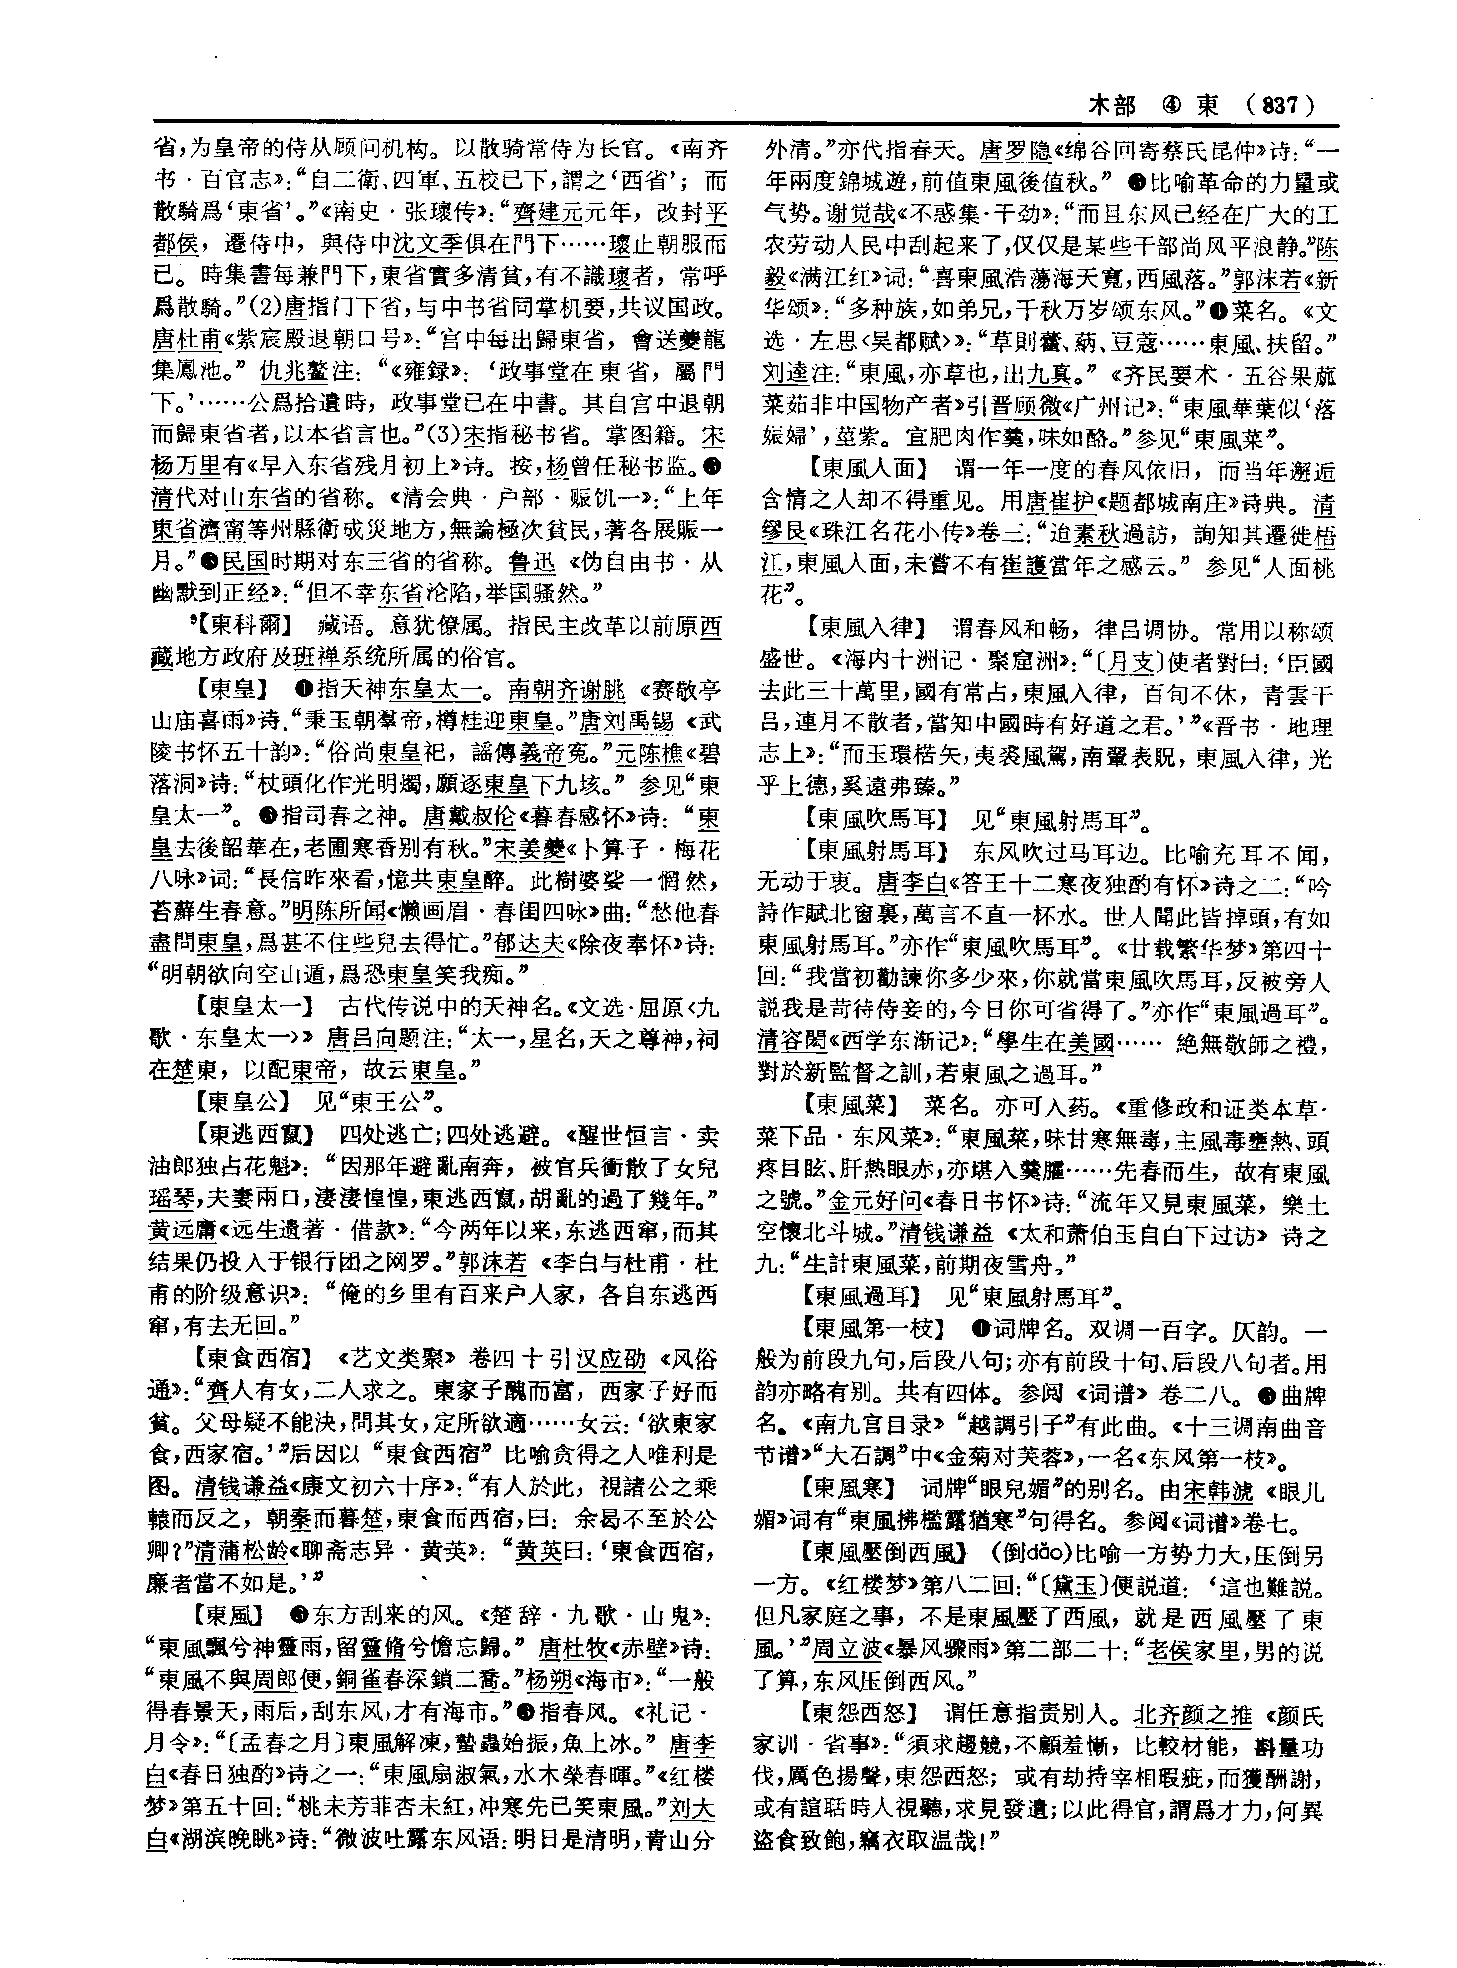 木部 ④ 東 (837)
省，为皇帝的侍从顾问机构。以散骑常侍为长官。《南齐
书·百官志》：“自二衛、四軍、五校已下，謂之‘西省’；而
散騎爲‘東省’。”《南史·张瓌传》：“齊建元元年，改封平
都侯，遷侍中，與侍中沈文季俱在門下……瓌止朝服而
已。時集書每兼門下，東省實多清貧，有不識瓌者，常呼
爲散騎。”(2)唐指门下省，与中书省同掌机要，共议国政。
唐杜甫《紫宸殿退朝口号》：“宫中每出歸東省，會送夔龍
集鳳池。”仇兆鳌注：“《雍録》：‘政事堂在東省，屬門
下。’……公爲拾遺時，政事堂已在中書。其自宫中退朝
而歸東省者，以本省言也。”(3)宋指秘书省。掌图籍。宋
杨万里有《早入东省残月初上》诗。按，杨曾任秘书监。❸
清代对山东省的省称。《清会典·户部·赈饥一》：“上年
東省濟甯等州縣衛成災地方，無論極次貧民，著各展賑一
月。”❹民国时期对东三省的省称。鲁迅《伪自由书·从
幽默到正经》：“但不幸东省沦陷，举国骚然。”
【東科爾】 藏语。意犹僚属。指民主改革以前原西
藏地方政府及班禅系统所属的俗官。
【東皇】 ❶指天神东皇太一。南朝齐谢朓《赛敬亭
山庙喜雨》诗：“秉玉朝羣帝，樽桂迎東皇。”唐刘禹锡《武
陵书怀五十韵》：“俗尚東皇祀，謡傳義帝冤。”元陈樵《碧
落洞》诗：“杖頭化作光明燭，願逐東皇下九垓。”参见“東
皇太一”。❷指司春之神。唐戴叔伦《暮春感怀》诗：“東
皇去後韶華在，老圃寒香别有秋。”宋姜夔《卜算子·梅花
八咏》词：“長信昨來看，憶共東皇醉。此樹婆娑一惘然，
苔蘚生春意。”明陈所闻《懒画眉·春闺四咏》曲：“愁他春
盡問東皇，爲甚不住些兒去得忙。”郁达夫《除夜奉怀》诗：
“明朝欲向空山遁，爲恐東皇笑我痴。”
【東皇太一】 古代传说中的天神名。《文选·屈原〈九
歌·东皇太一〉》唐吕向题注：“太一，星名，天之尊神，祠
在楚東，以配東帝，故云東皇。”
【東皇公】 见“東王公”。
【東逃西竄】 四处逃亡；四处逃避。《醒世恒言·卖
油郎独占花魁》：“因那年避亂南奔，被官兵衝散了女兒
瑶琴，夫妻兩口，淒淒惶惶，東逃西竄，胡亂的過了幾年。”
黄远庸《远生遗著·借款》：“今两年以来，东逃西窜，而其
结果仍投入于银行团之网罗。”郭沫若《李白与杜甫·杜
甫的阶级意识》：“俺的乡里有百来户人家，各自东逃西
窜，有去无回。”
【東食西宿】 《艺文类聚》卷四十引汉应劭《风俗
通》：“齊人有女，二人求之。東家子醜而富，西家子好而
貧。父母疑不能決，問其女，定所欲適……女云：‘欲東家
食，西家宿。’”后因以“東食西宿”比喻贪得之人唯利是
图。清钱谦益《康文初六十序》：“有人於此，視諸公之乘
轅而反之，朝秦而暮楚，東食而西宿，曰：余曷不至於公
卿？”清蒲松龄《聊斋志异·黄英》：“黄英曰：‘東食西宿，
廉者當不如是。’”
【東風】 ❶东方刮来的风。《楚辞·九歌·山鬼》：
“東風飄兮神靈雨，留靈脩兮憺忘歸。”唐杜牧《赤壁》诗：
“東風不與周郎便，銅雀春深鎖二喬。”杨朔《海市》：“一般
得春景天，雨后，刮东风，才有海市。”❷指春风。《礼记·
月令》：“〔孟春之月〕東風解凍，蟄蟲始振，魚上冰。”唐李
白《春日独酌》诗之一：“東風扇淑氣，水木榮春暉。”《红楼
梦》第五十回：“桃未芳菲杏未紅，冲寒先已笑東風。”刘大
白《湖滨晚眺》诗：“微波吐露东风语：明日是清明，青山分
外清。”亦代指春天。唐罗隐《绵谷回寄蔡氏昆仲》诗：“一
年兩度錦城遊，前值東風後值秋。”❸比喻革命的力量或
气势。谢觉哉《不惑集·干劲》：“而且东风已经在广大的工
农劳动人民中刮起来了，仅仅是某些干部尚风平浪静。”陈
毅《满江红》词：“喜東風浩蕩海天寬，西風落。”郭沫若《新
华颂》：“多种族，如弟兄，千秋万岁颂东风。”❹菜名。《文
选·左思〈吴都赋〉》：“草則藿、蒳、豆蔻……東風、扶留。”
刘逵注：“東風，亦草也，出九真。”《齐民要术·五谷果蓏
菜茹非中国物产者》引晋顾微《广州记》：“東風華葉似‘落
娠婦’，莖紫。宜肥肉作羹，味如酪。”参见“東風菜”。
【東風人面】 谓一年一度的春风依旧，而当年邂逅
含情之人却不得重见。用唐崔护《题都城南庄》诗典。清
缪艮《珠江名花小传》卷三：“迨素秋過訪，詢知其遷徙梧
江，東風人面，未嘗不有崔護當年之感云。”参见“人面桃
花”。
【東風入律】 谓春风和畅，律吕调协。常用以称颂
盛世。《海内十洲记·聚窟洲》：“〔月支〕使者對曰：‘臣國
去此三十萬里，國有常占，東風入律，百旬不休，青雲干
吕，連月不散者，當知中國時有好道之君。’”《晋书·地理
志上》：“而玉環楛矢，夷裘風駕，南翬表貺，東風入律，光
乎上德，奚遠弗臻。”
【東風吹馬耳】 见“東風射馬耳”。
【東風射馬耳】 东风吹过马耳边。比喻充耳不闻，
无动于衷。唐李白《答王十二寒夜独酌有怀》诗之二：“吟
詩作賦北窗裏，萬言不直一杯水。世人聞此皆掉頭，有如
東風射馬耳。”亦作“東風吹馬耳”。《廿载繁华梦》第四十
回：“我當初勸諫你多少來，你就當東風吹馬耳，反被旁人
説我是苛待侍妾的，今日你可省得了。”亦作“東風過耳”。
清容闳《西学东渐记》：“學生在美國……絶無敬師之禮，
對於新監督之訓，若東風之過耳。”
【東風菜】 菜名。亦可入药。《重修政和证类本草·
菜下品·东风菜》：“東風菜，味甘寒無毒，主風毒壅熱、頭
疼目眩、肝熱眼赤，亦堪入羹臛……先春而生，故有東風
之號。”金元好问《春日书怀》诗：“流年又見東風菜，樂土
空懷北斗城。”清钱谦益《太和萧伯玉自白下过访》诗之
九：“生計東風菜，前期夜雪舟。”
【東風過耳】 见“東風射馬耳”。
【東風第一枝】 ❶词牌名。双调一百字。仄韵。一
般为前段九句，后段八句；亦有前段十句、后段八句者。用
韵亦略有别。共有四体。参阅《词谱》卷二八。❷曲牌
名。《南九宫目录》“越調引子”有此曲。《十三调南曲音
节谱》“大石調”中《金菊对芙蓉》，一名《东风第一枝》。
【東風寒】 词牌“眼兒媚”的别名。由宋韩淲《眼儿
媚》词有“東風拂檻露猶寒”句得名。参阅《词谱》卷七。
【東風壓倒西風】 （倒dǎo）比喻一方势力大，压倒另
一方。《红楼梦》第八二回：“〔黛玉〕便説道：‘這也難説。
但凡家庭之事，不是東風壓了西風，就是西風壓了東
風。’”周立波《暴风骤雨》第二部二十：“老侯家里，男的说
了算，东风压倒西风。”
【東怨西怒】 谓任意指责别人。北齐颜之推《颜氏
家训·省事》：“須求趨競，不顧羞慚，比較材能，斟量功
伐，厲色揚聲，東怨西怒；或有劫持宰相瑕疵，而獲酬謝，
或有諠聒時人視聽，求見發遣；以此得官，謂爲才力，何異
盜食致飽，竊衣取温哉！”